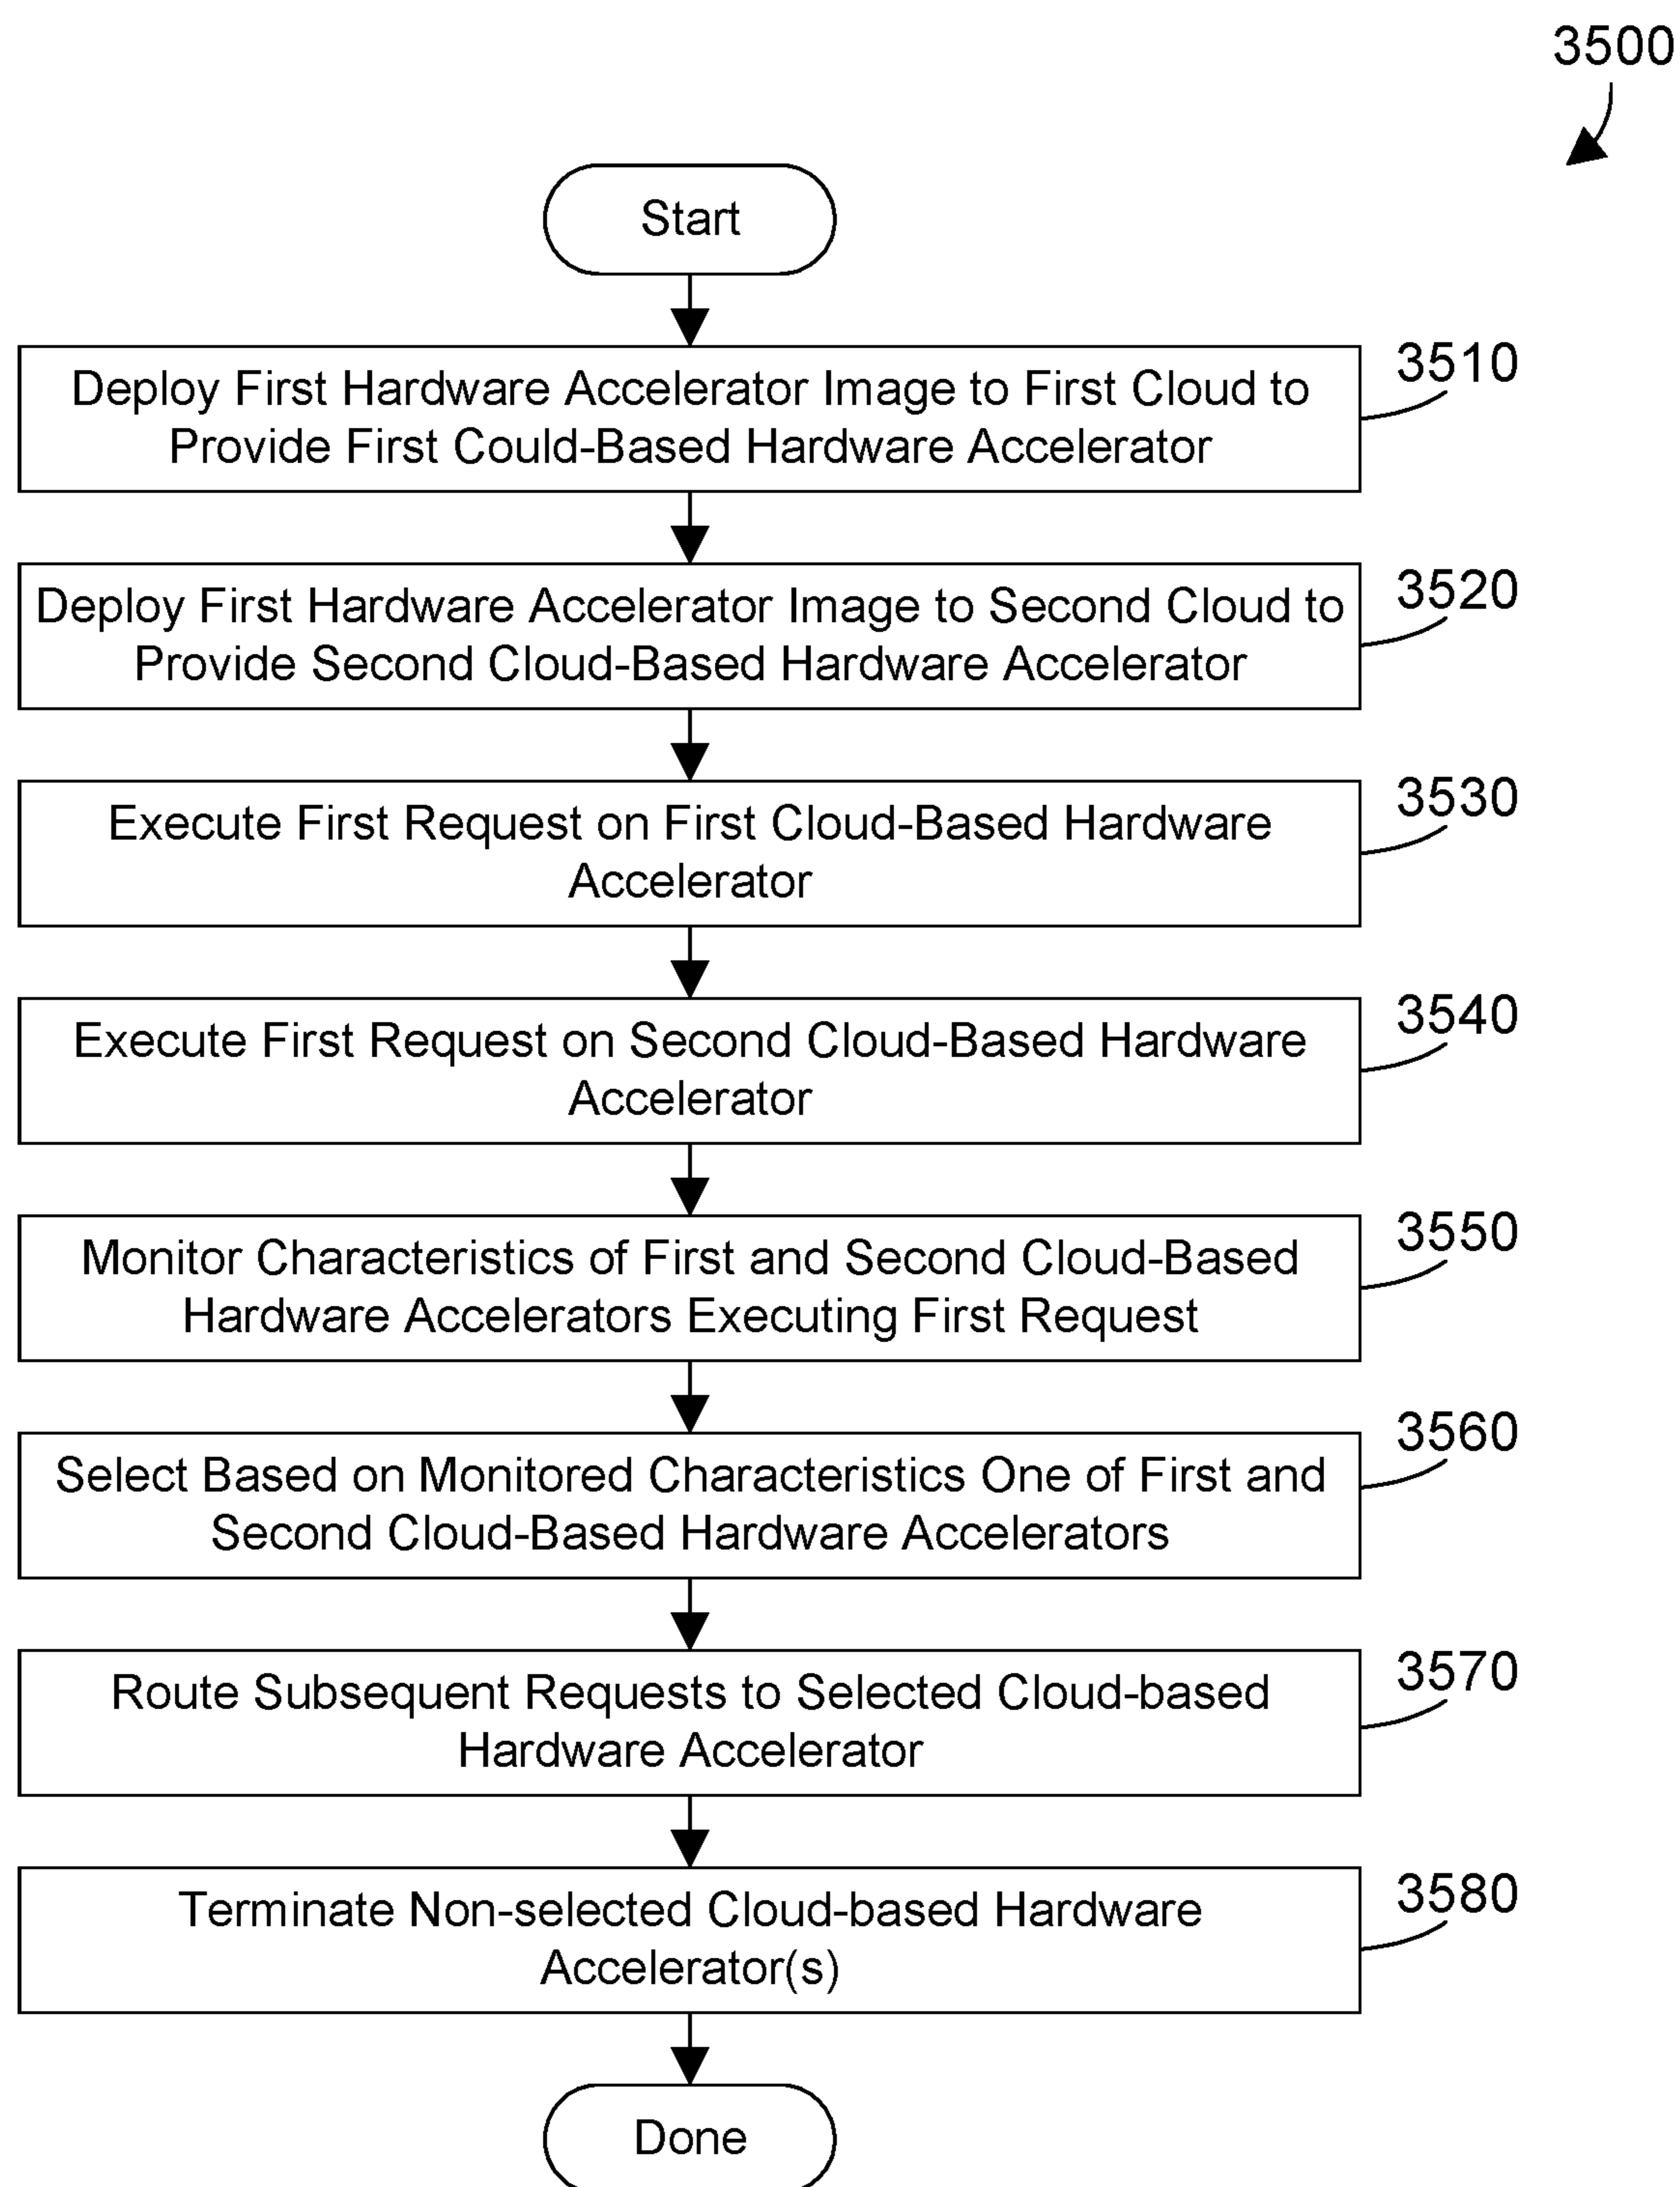 3500
Start
Deploy First Hardware Accelerator Image to First Cloud to
Provide First Could-Based Hardware Accelerator
3510
Deploy First Hardware Accelerator Image to Second Cloud to
Provide Second Cloud-Based Hardware Accelerator
3520
Execute First Request on First Cloud-Based Hardware
Accelerator
3530
Execute First Request on Second Cloud-Based Hardware
Accelerator
3540
Monitor Characteristics of First and Second Cloud-Based
Hardware Accelerators Executing First Request
3550
Select Based on Monitored Characteristics One of First and
Second Cloud-Based Hardware Accelerators
3560
Route Subsequent Requests to Selected Cloud-based
Hardware Accelerator
3570
Terminate Non-selected Cloud-based Hardware
Accelerator(s)
3580
Done